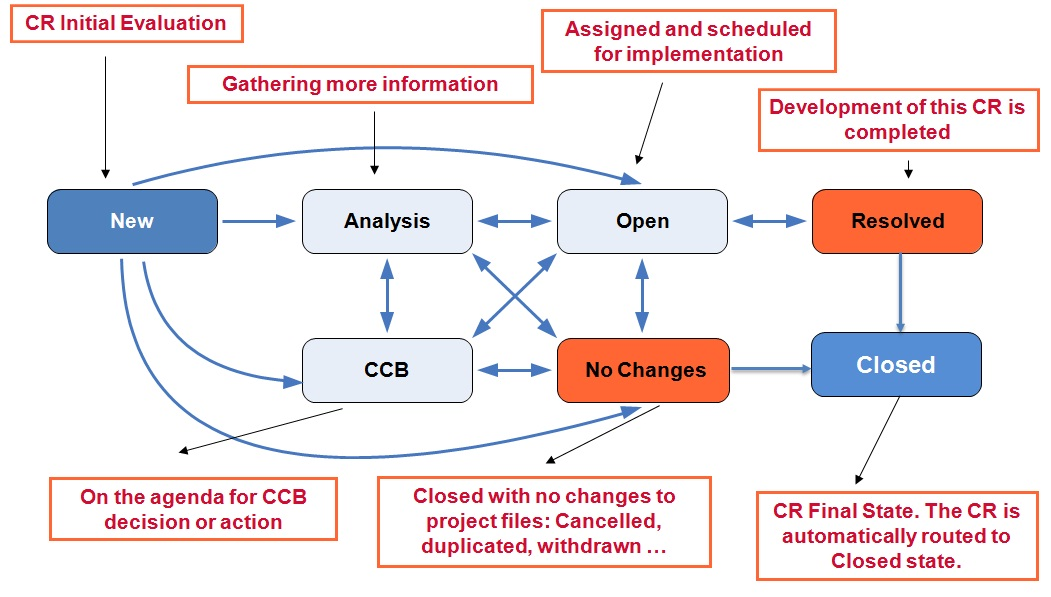 CR Initial Evaluation
Assigned and scheduled
for implementation
Gathering more information
Development of this CR is
completed
New
Analysis
Open
Resolved
CCB
No Changes
Closed
On the agenda for CCB
decision or action
Closed with no changes to
project files: Cancelled,
duplicated, withdrawn …
CR Final State. The CR is
automatically routed to
Closed state.